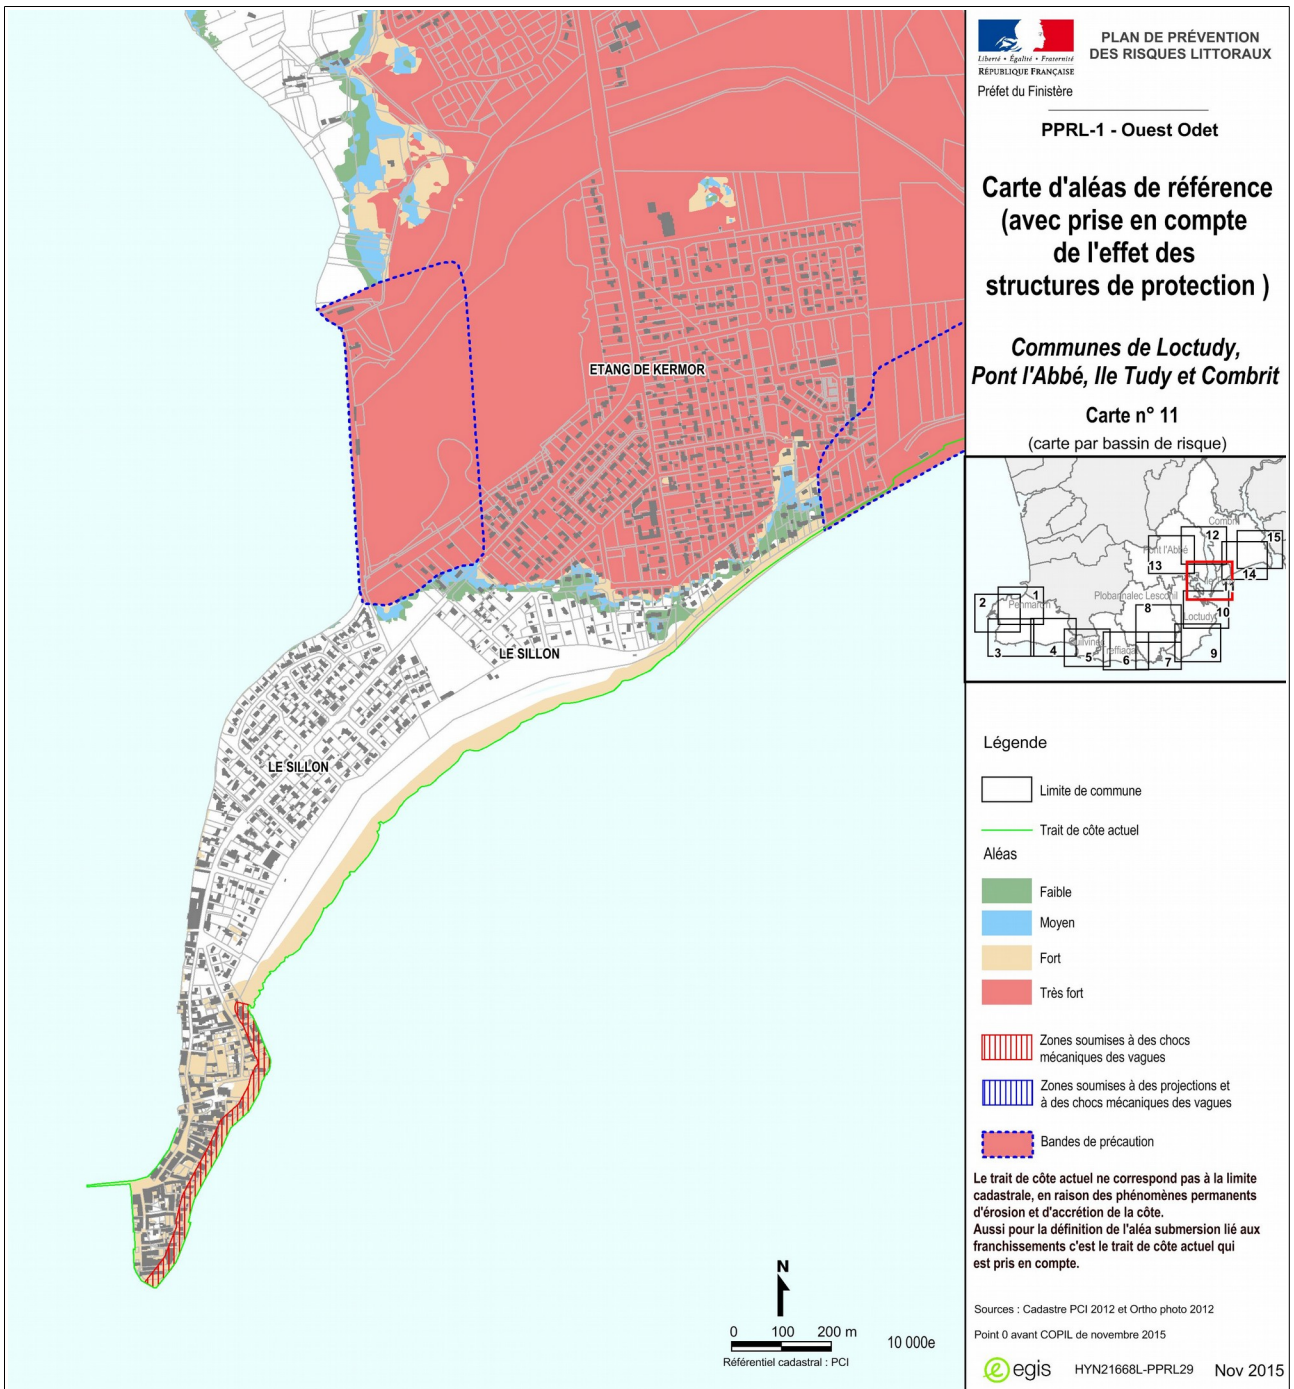 Liberté • Égalité • Fraternité
RÉPUBLIQUE FRANÇAISE
Préfet du Finistère
PLAN DE PRÉVENTION
DES RISQUES LITTORAUX
PPRL-1 - Ouest Odet
Carte d'aléas de référence
(avec prise en compte
de l'effet des
structures de protection )
Communes de Loctudy,
Pont l'Abbé, Ile Tudy et Combrit
Carte n° 11
(carte par bassin de risque)
Combrit
12
15
Pont l'Abbé
13
14
11
Plobannalec Lesconil
10
Loctudy
1
2
Penmarch
8
3
4
5
6
7
9
Treffiagat
ETANG DE KERMOR
LE SILLON
LE SILLON
Légende
Limite de commune
Trait de côte actuel
Aléas
Faible
Moyen
Fort
Très fort
Zones soumises à des chocs
mécaniques des vagues
Zones soumises à des projections et
à des chocs mécaniques des vagues
Bandes de précaution
Le trait de côte actuel ne correspond pas à la limite
cadastrale, en raison des phénomènes permanents
d'érosion et d'accrétion de la côte.
Aussi pour la définition de l'aléa submersion lié aux
franchissements c'est le trait de côte actuel qui
est pris en compte.
Sources : Cadastre PCI 2012 et Ortho photo 2012
Point 0 avant COPIL de novembre 2015
egis HYN21668L-PPRL29 Nov 2015
N
0 100 200 m
Référentiel cadastral : PCI
10 000e